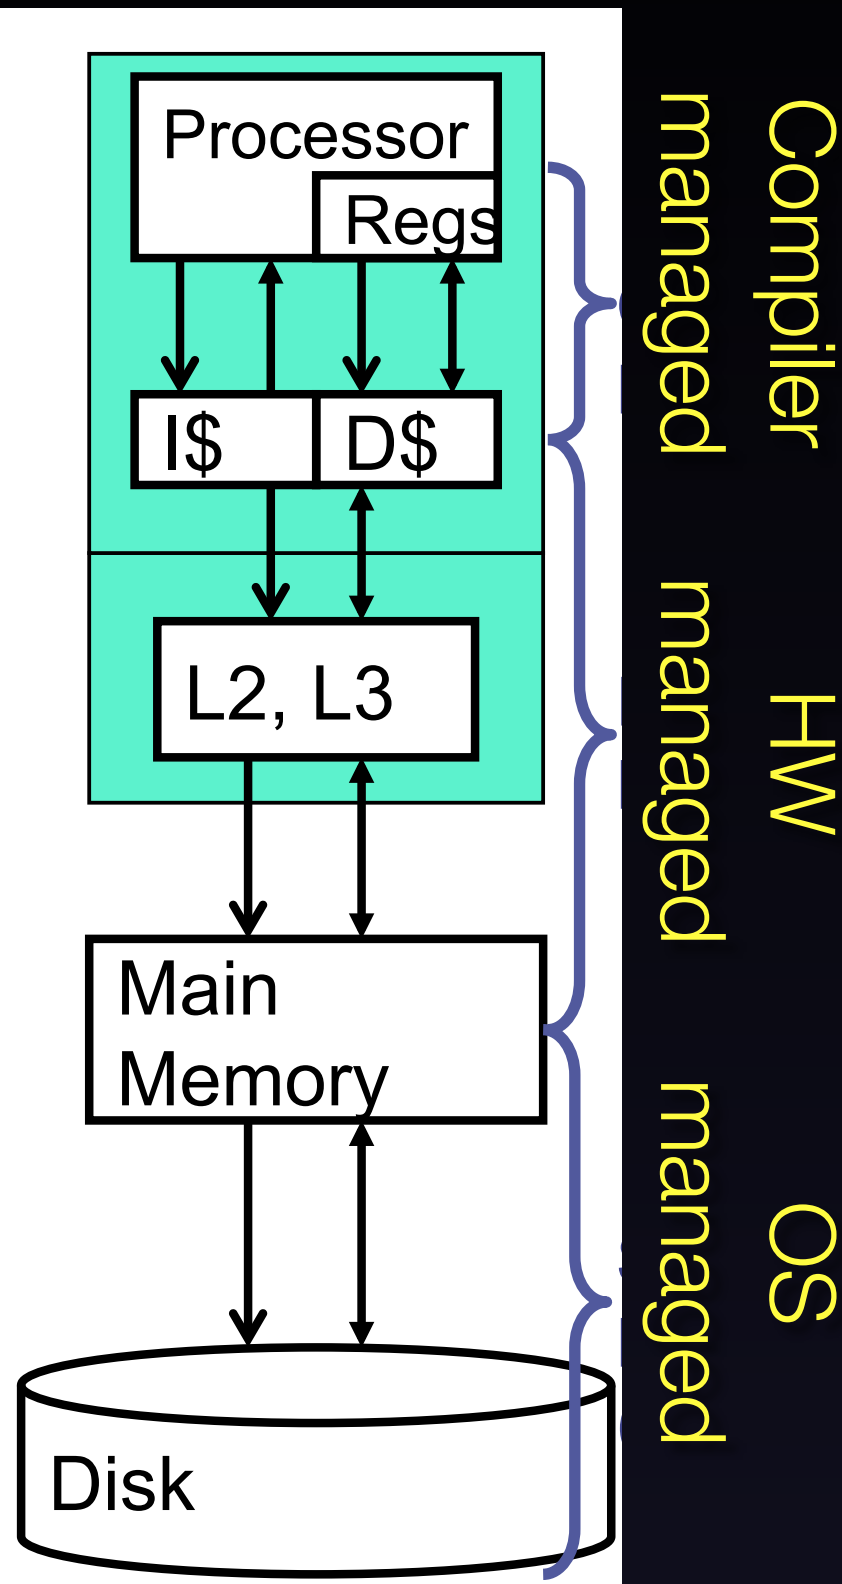 Processor
Regs
I$
D$
L2, L3
Main
Memory
Disk
Compiler
managed
HW
managed
OS
managed